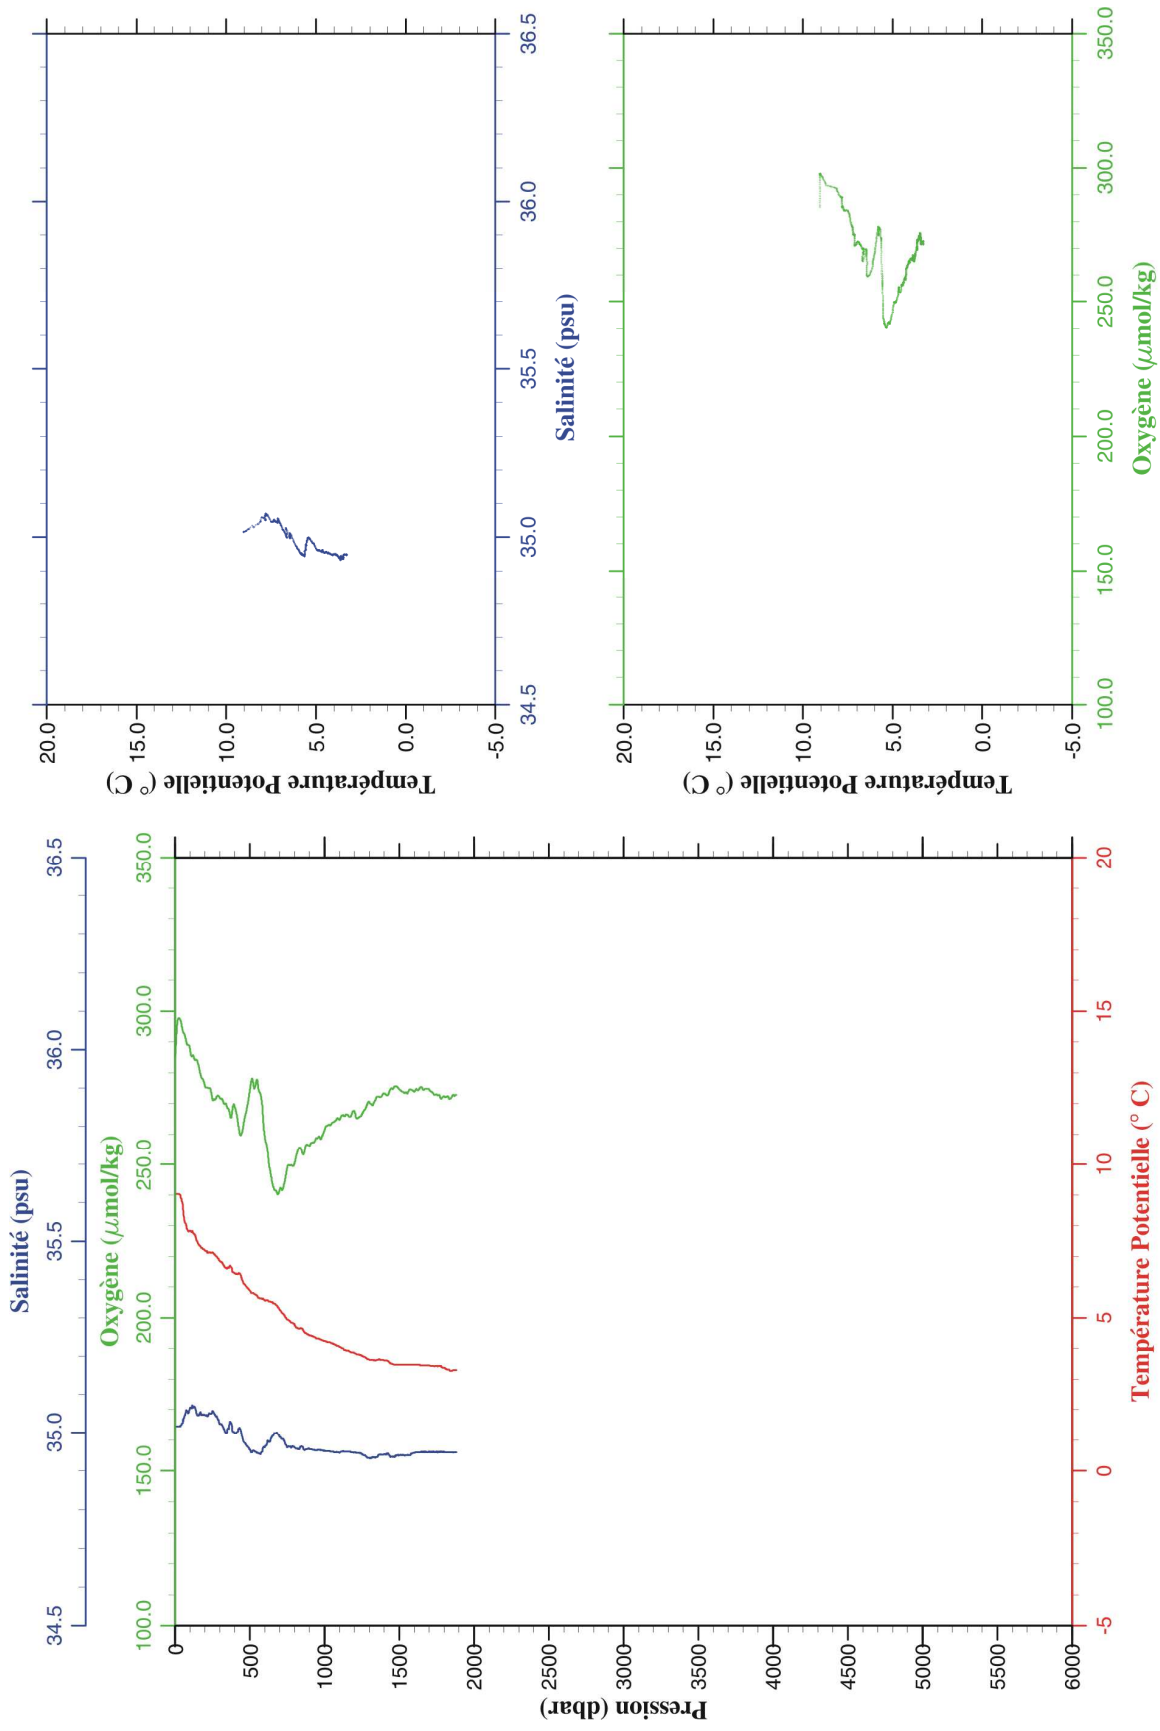 Salinité (psu)
34.5 35.0 35.5 36.0 36.5
Oxygène (μmol/kg)
100.0 150.0 200.0 250.0 300.0 350.0
Pression (dbar)
0
500
1000
1500
2000
2500
3000
3500
4000
4500
5000
5500
6000
-5 0 5 10 15 20
Température Potentielle (° C)
Température Potentielle (° C)
20.0
15.0
10.0
5.0
0.0
-5.0
34.5 35.0 35.5 36.0 36.5
Salinité (psu)
Température Potentielle (° C)
20.0
15.0
10.0
5.0
0.0
-5.0
100.0 150.0 200.0 250.0 300.0 350.0
Oxygène (μmol/kg)